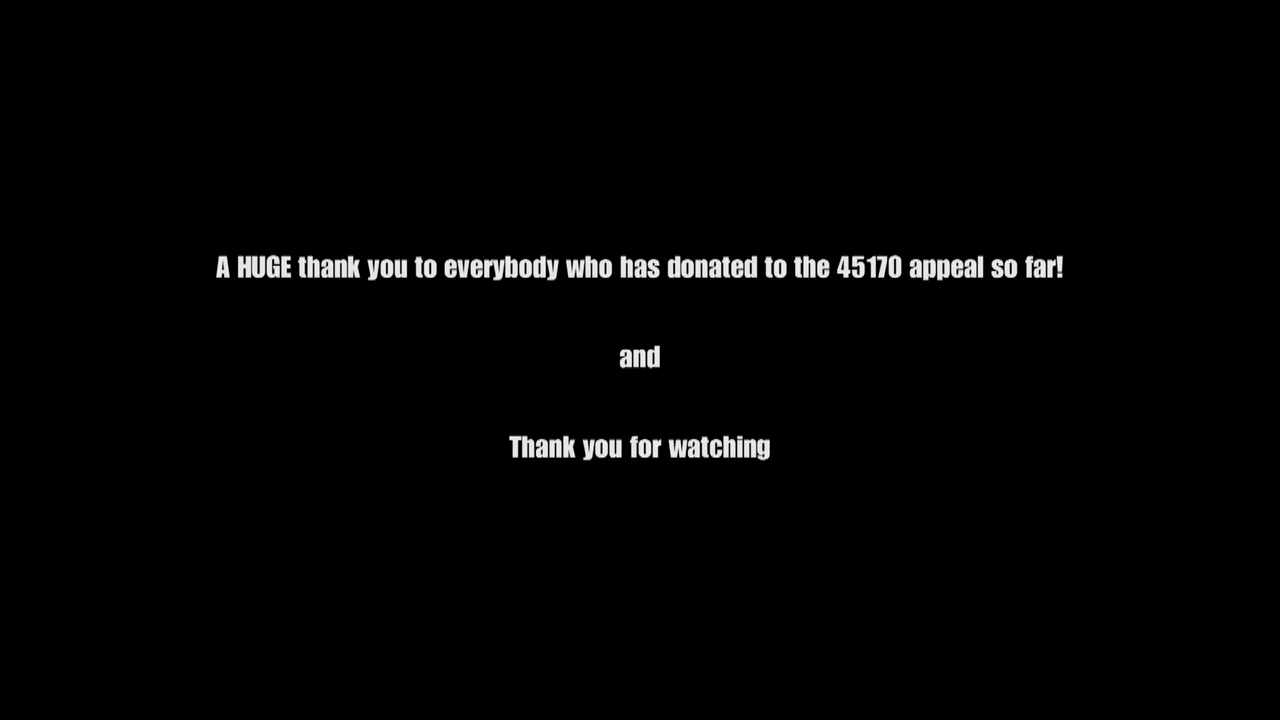 A HUGE thank you to everybody who has donated to the 45170 appeal so far!
and
Thank you for watching